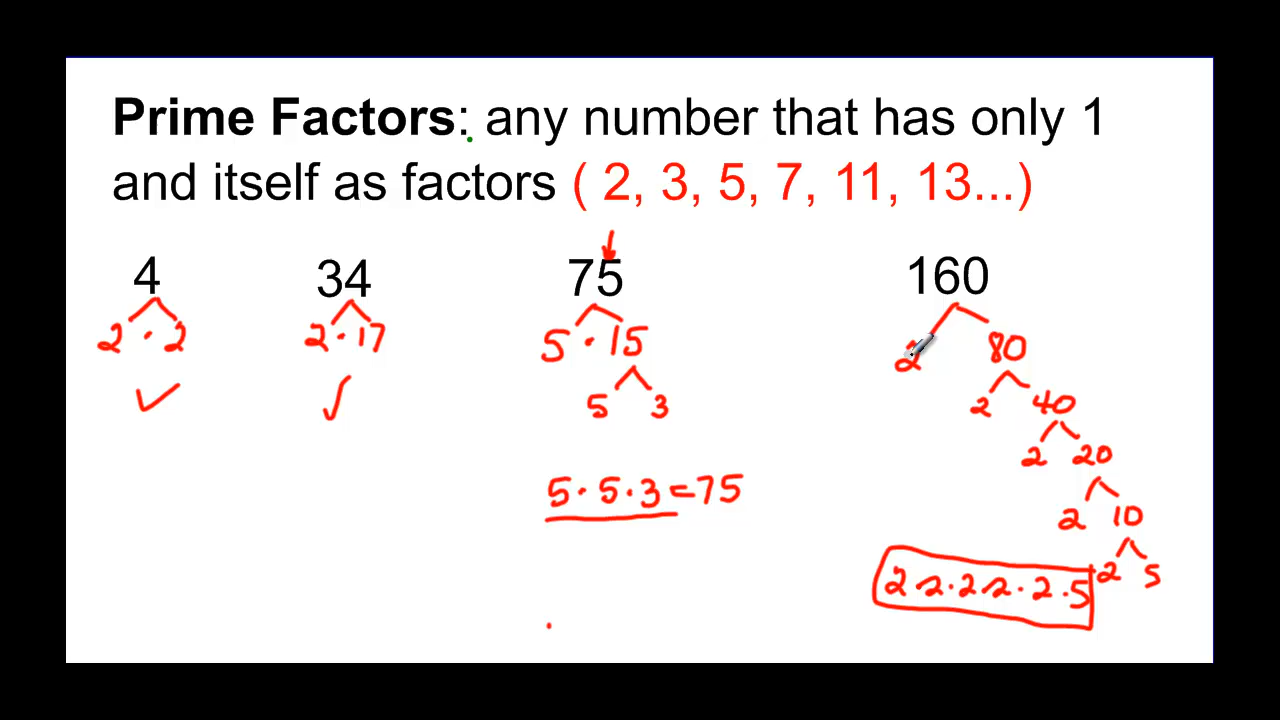 Prime Factors: any number that has only 1
and itself as factors ( 2, 3, 5, 7, 11, 13...)
4 34 75 160
2 · 2 2 · 17 5 · 15 2 80
5 3 2 40
2 20
5 · 5 · 3 = 75 2 10
2 5
2 2 · 2 2 · 2 · 5